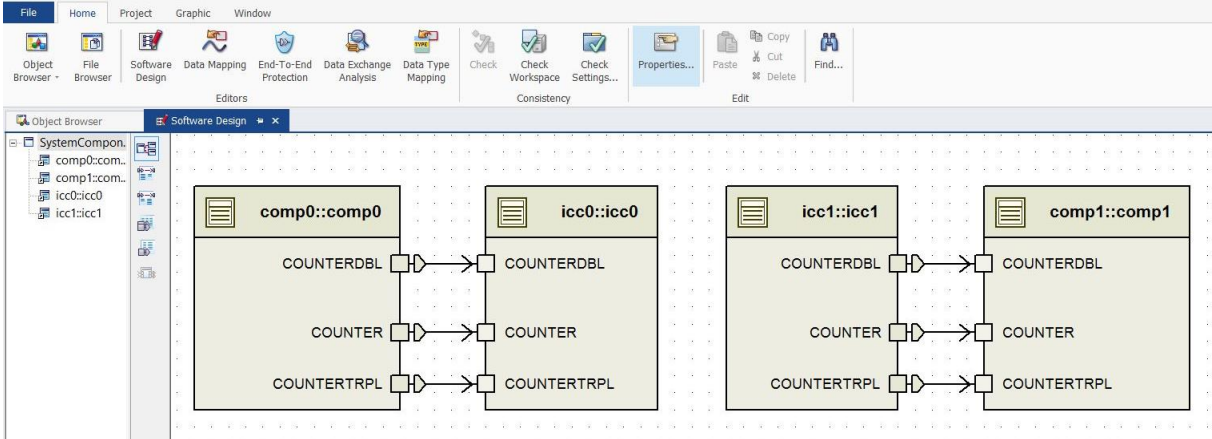 File Home Project Graphic Window
Object Browser File Browser Software Design Data Mapping End-To-End Protection Data Exchange Analysis Data Type Mapping Check Check Workspace Check Settings... Properties... Paste Copy Cut Delete Find...
Editors Consistency Edit
Object Browser Software Design
SystemCompon.
comp0::com..
comp1::com..
icc0::icc0
icc1::icc1
comp0::comp0 icc0::icc0 icc1::icc1 comp1::comp1
COUNTERDBL COUNTERDBL COUNTERDBL COUNTERDBL
COUNTER COUNTER COUNTER COUNTER
COUNTERTRPL COUNTERTRPL COUNTERTRPL COUNTERTRPL